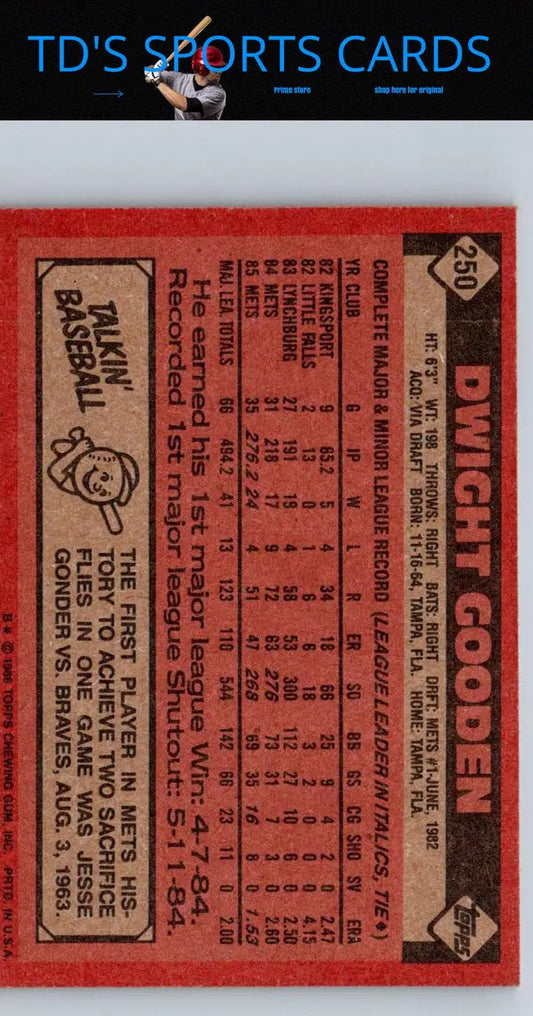 TD'S SPORTS CARDS
Prime store
shop here for original
250
DWIGHT GOODEN
Topps
HT: 6'3" WT: 198 THROWS: RIGHT BATS: RIGHT DRFT: METS #1-JUNE, 1982
ACQ: VIA DRAFT BORN: 11-16-64, TAMPA, FLA. HOME: TAMPA, FLA.
COMPLETE MAJOR & MINOR LEAGUE RECORD (LEAGUE LEADER IN ITALICS, TIE ♦)
YR CLUB G IP W L R ER SO BB GS CG SHO SV ERA
82 KINGSPORT 9 65.2 5 4 34 18 66 25 9 4 2 0 2.47
82 LITTLE FALLS 2 13 0 1 6 6 18 3 2 0 0 0 4.15
83 LYNCHBURG 27 191 19 4 58 53 300 112 27 10 6 0 2.50
84 METS 31 218 17 9 72 63 276 73 31 7 3 0 2.60
85 METS 35 276.2 24 4 51 47 268 69 35 16 8 0 1.53
MAJ. LEA. TOTALS 66 494.2 41 13 123 110 544 142 66 23 11 0 2.00
He earned his 1st major league Win: 4-7-84.
Recorded 1st major league Shutout: 5-11-84.
TALKIN'
BASEBALL
THE FIRST PLAYER IN METS HIS-
TORY TO ACHIEVE TWO SACRIFICE
FLIES IN ONE GAME WAS JESSE
GONDER VS. BRAVES, AUG. 3, 1963.
B* © 1986 TOPPS CHEWING GUM, INC. PRTD. IN U.S.A.